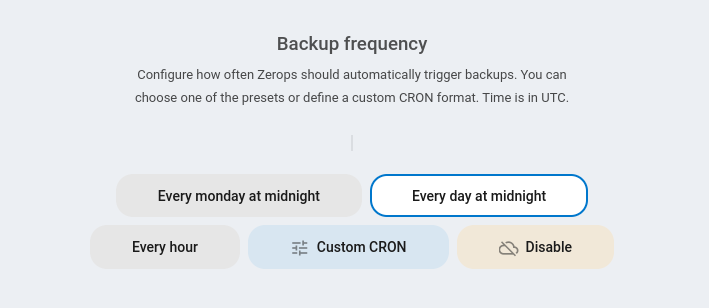 Backup frequency
Configure how often Zerops should automatically trigger backups. You can
choose one of the presets or define a custom CRON format. Time is in UTC.
Every monday at midnight
Every day at midnight
Every hour
Custom CRON
Disable